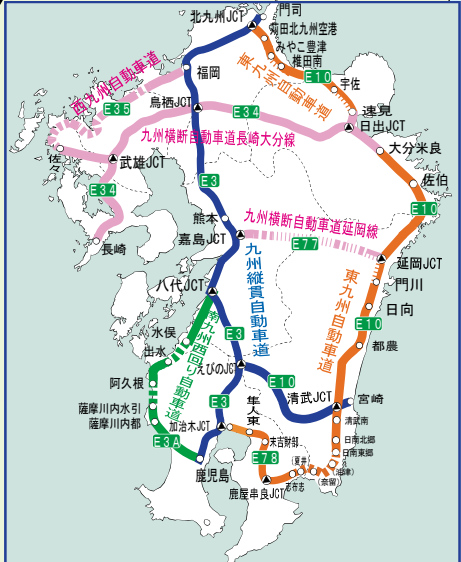 門司
北九州JCT
苅田北九州空港
みやこ豊津
椎田南
E10
宇佐
東九州自動車道
福岡
西九州自動車道
E35
速見
日出JCT
鳥栖JCT
E34
九州横断自動車道長崎大分線
大分米良
佐々
武雄JCT
E34
E3
佐伯
E10
長崎
熊本
嘉島JCT
九州横断自動車道延岡線
E77
延岡JCT
門川
八代JCT
九州縦貫自動車道
東九州自動車道
日向
E10
水俣
出水
南九州西回り自動車道
E3
都農
えびのJCT
阿久根
E10
清武JCT
宮崎
薩摩川内水引
薩摩川内都
E3
隼人東
清武南
加治木JCT
末吉財部
日南北郷
E3A
E78
(夏井)
日南東郷
(油津)
鹿児島
志布志
(奈留)
鹿屋串良JCT